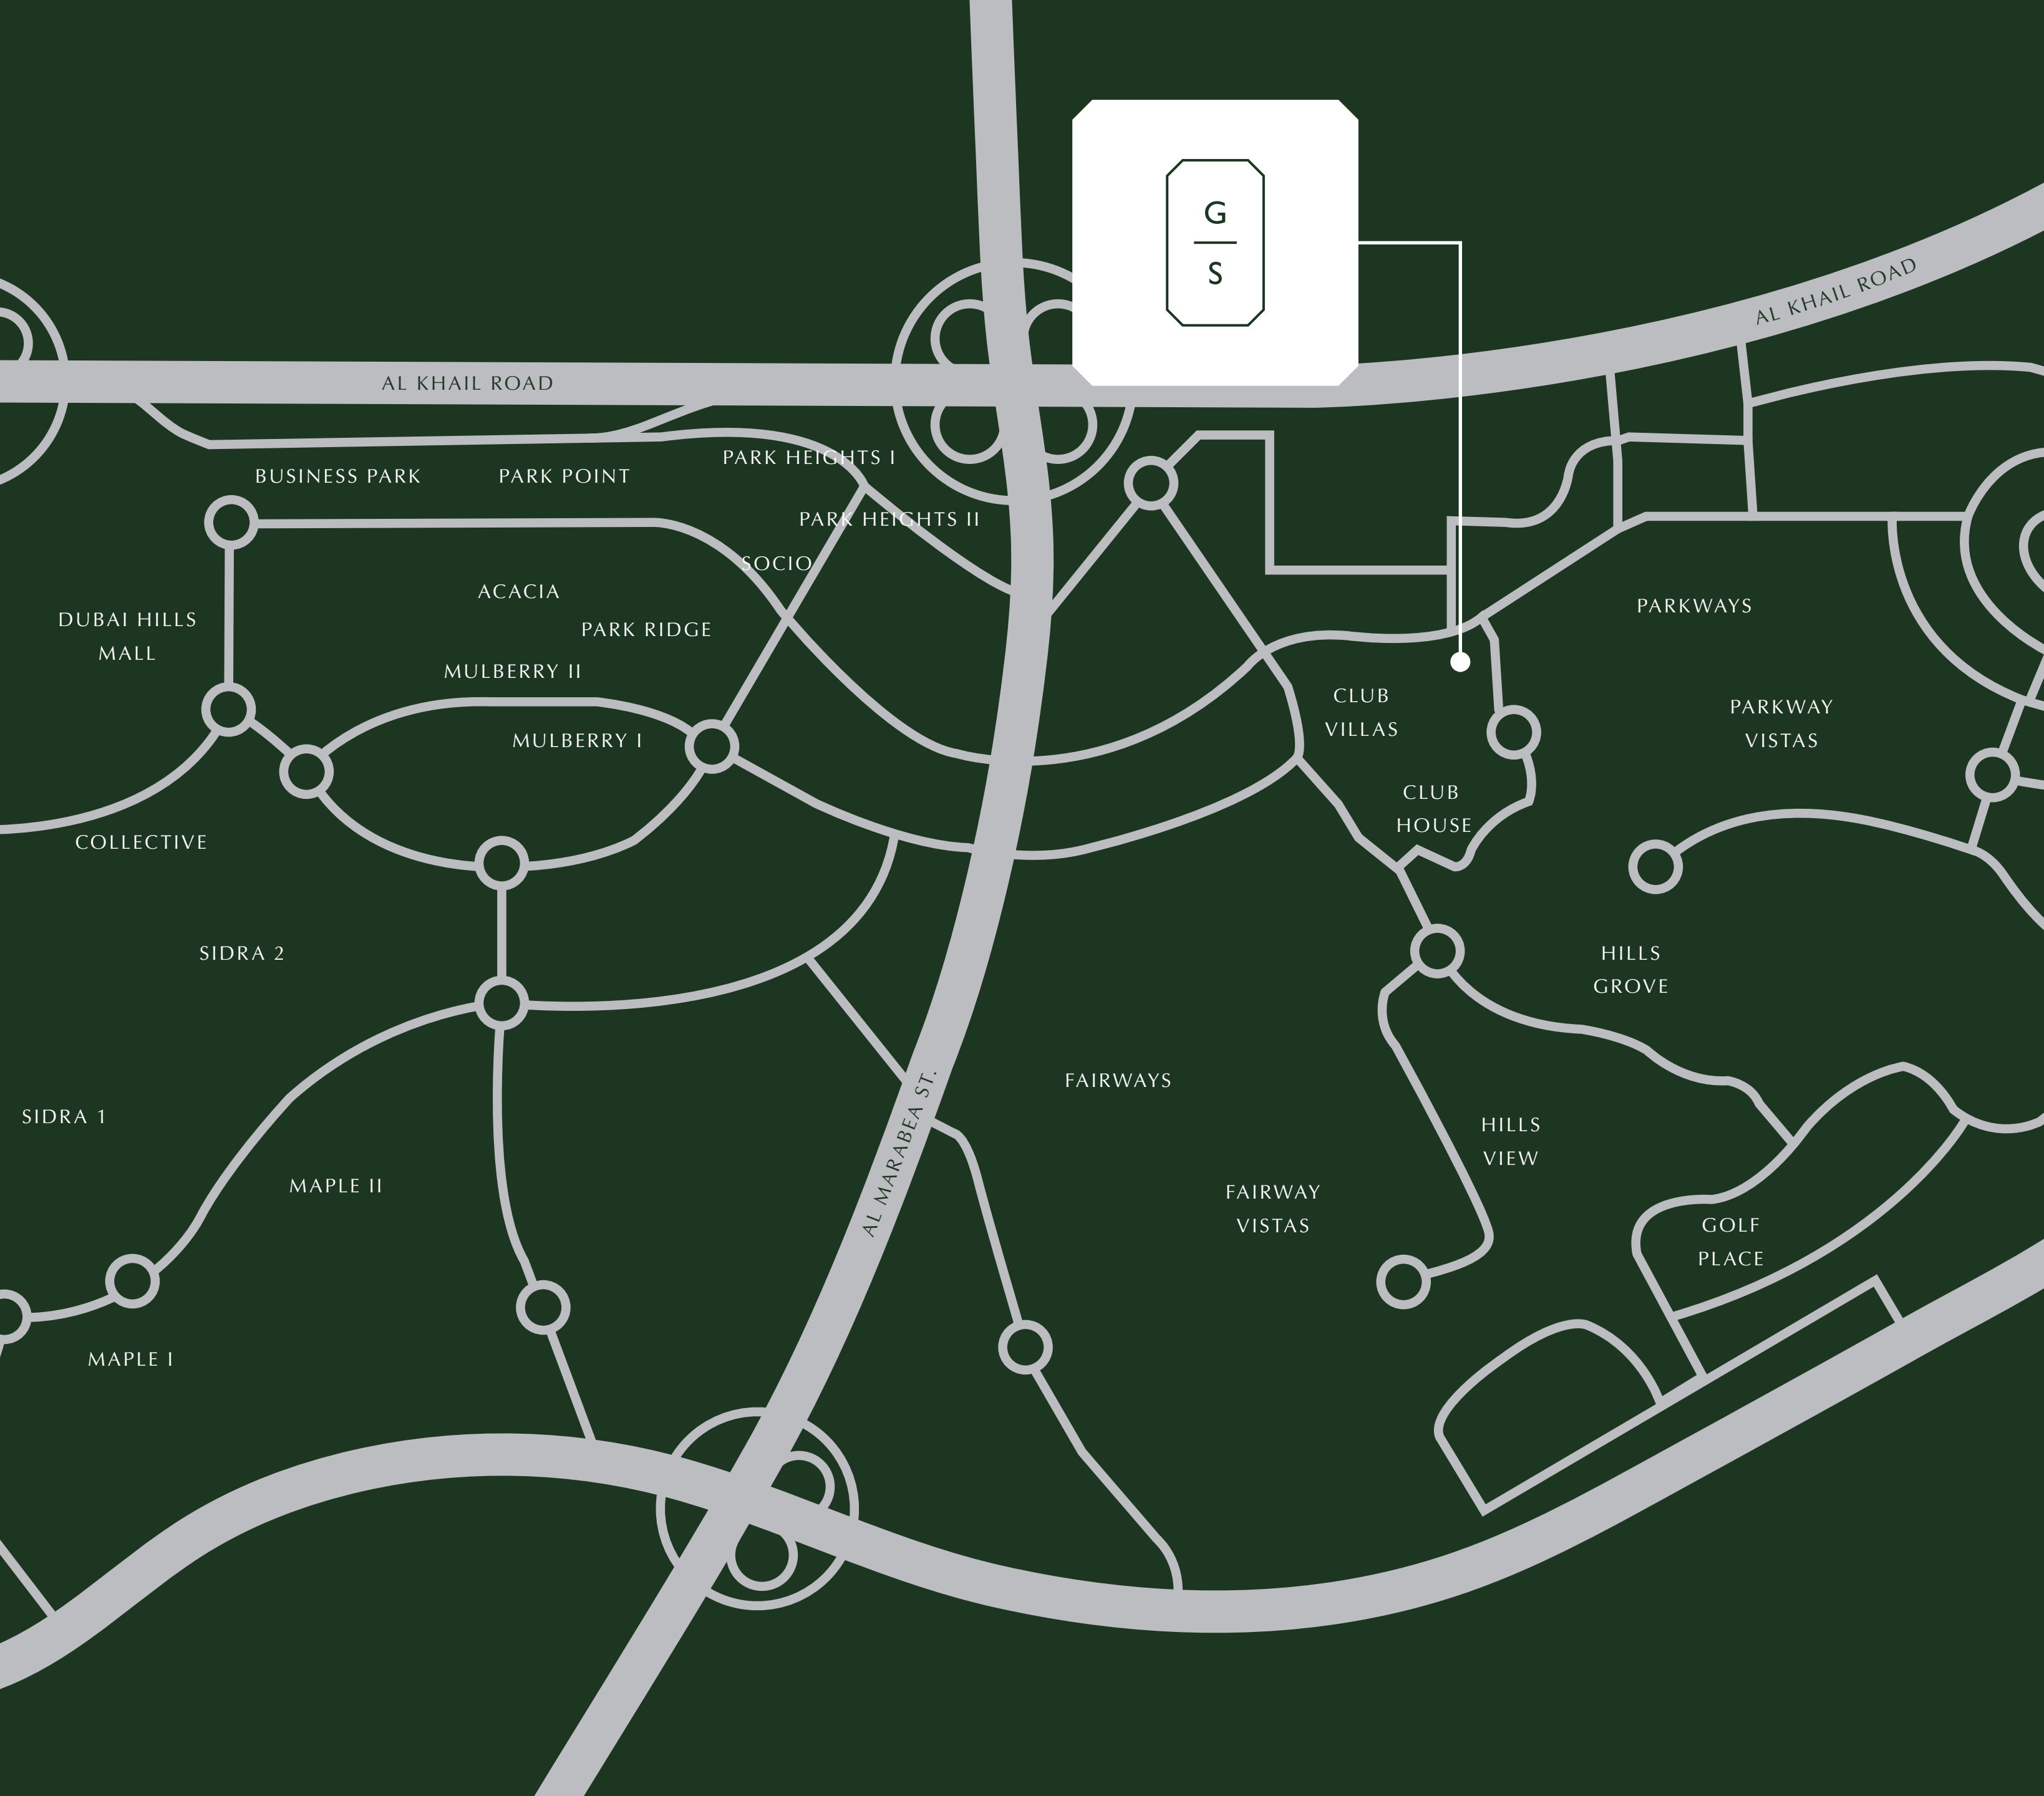 G
S
AL KHAIL ROAD
AL KHAIL ROAD
PARK HEIGHTS I
BUSINESS PARK
PARK POINT
PARK HEIGHTS II
SOCIO
ACACIA
PARKWAYS
DUBAI HILLS
MALL
PARK RIDGE
MULBERRY II
CLUB
VILLAS
PARKWAY
VISTAS
MULBERRY I
CLUB
HOUSE
COLLECTIVE
SIDRA 2
HILLS
GROVE
FAIRWAYS
SIDRA 1
HILLS
VIEW
AL MARABEA ST.
MAPLE II
FAIRWAY
VISTAS
GOLF
PLACE
MAPLE I